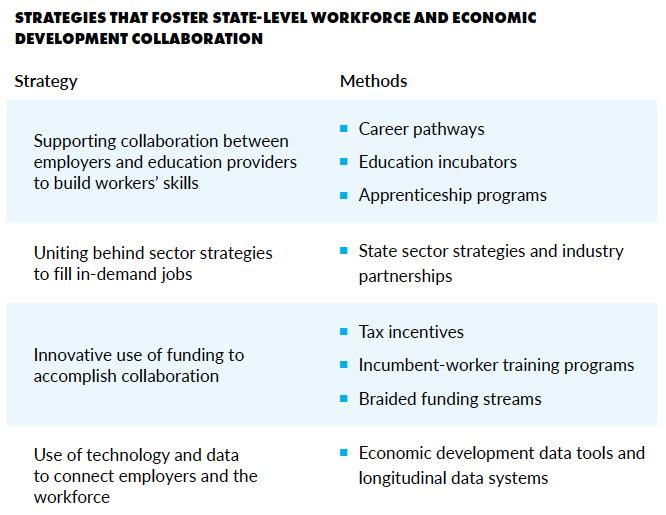 STRATEGIES THAT FOSTER STATE-LEVEL WORKFORCE AND ECONOMIC
DEVELOPMENT COLLABORATION
Strategy
Methods
Supporting collaboration between
employers and education providers
to build workers’ skills
Career pathways
Education incubators
Apprenticeship programs
Uniting behind sector strategies
to fill in-demand jobs
State sector strategies and industry
partnerships
Innovative use of funding to
accomplish collaboration
Tax incentives
Incumbent-worker training programs
Braided funding streams
Use of technology and data
to connect employers and the
workforce
Economic development data tools and
longitudinal data systems